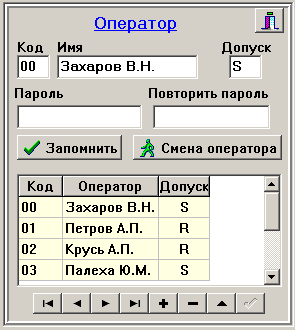 Оператор
Код Имя Допуск
00 Захаров В.Н. S
Пароль Повторить пароль
Запомнить Смена оператора
Код Оператор Допуск
00 Захаров В.Н. S
01 Петров А.П. R
02 Крусь А.П. R
03 Палеха Ю.М. S